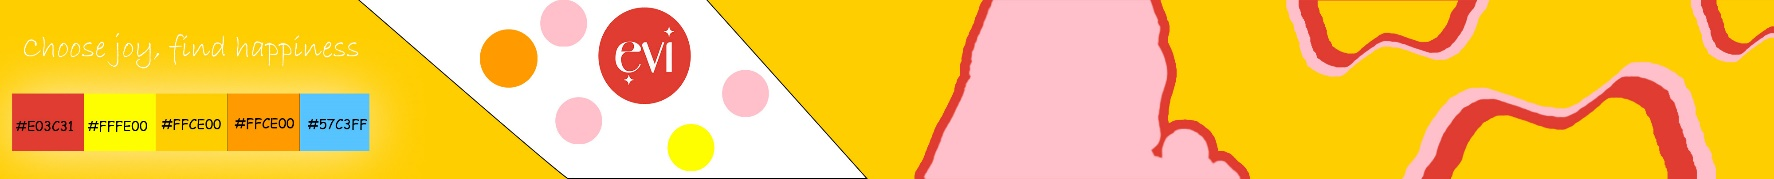 Choose joy, find happiness
evi
#E03C31 #FFFE00 #FFCE00 #FFCE00 #57C3FF